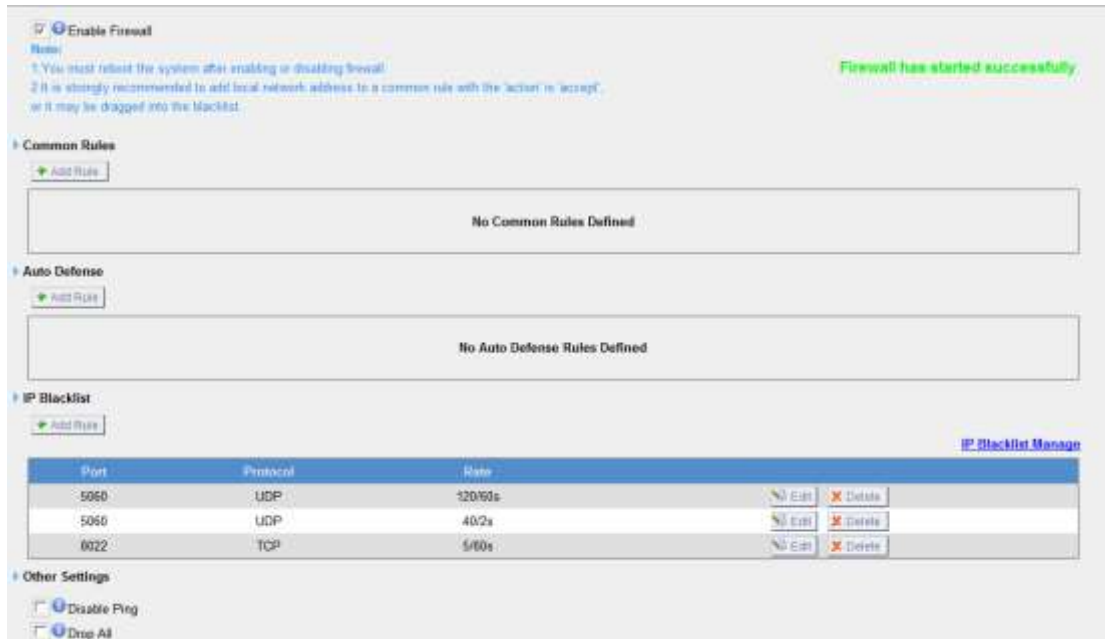 Enable Firewall
Note:
1.You must reboot the system after enabling or disabling firewall.
2.It is strongly recommended to add local network address to a common rule with the 'action' is 'accept',
or it may be dragged into the blacklist.
Firewall has started successfully
Common Rules
Add Rule
No Common Rules Defined
Auto Defense
Add Rule
No Auto Defense Rules Defined
IP Blacklist
Add Rule
IP Blacklist Manage
Port Protocol Rate
5060 UDP 120/60s Edit Delete
5060 UDP 40/2s Edit Delete
8022 TCP 5/60s Edit Delete
Other Settings
Disable Ping
Drop All